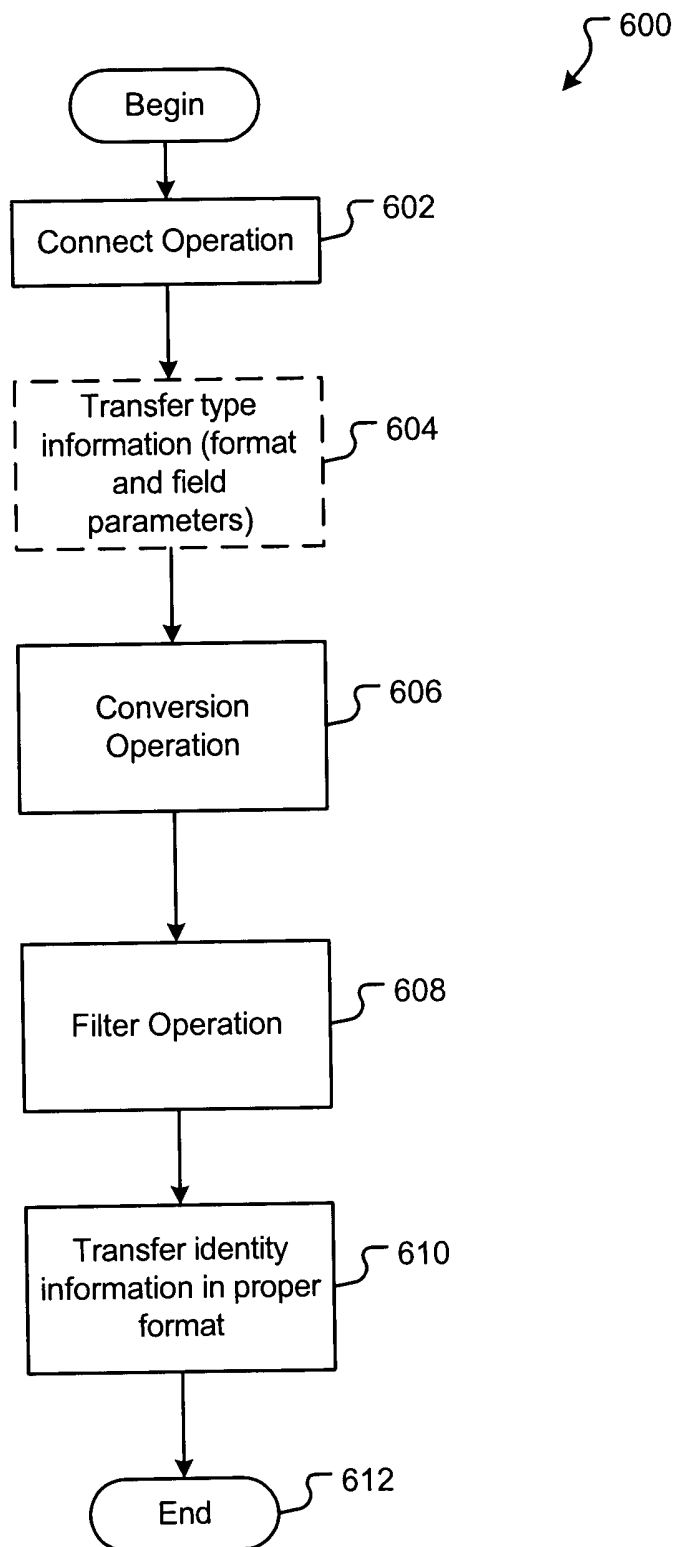 600
Begin
602
Connect Operation
Transfer type
information (format
and field
parameters)
604
Conversion
Operation
606
Filter Operation
608
Transfer identity
information in proper
format
610
End
612